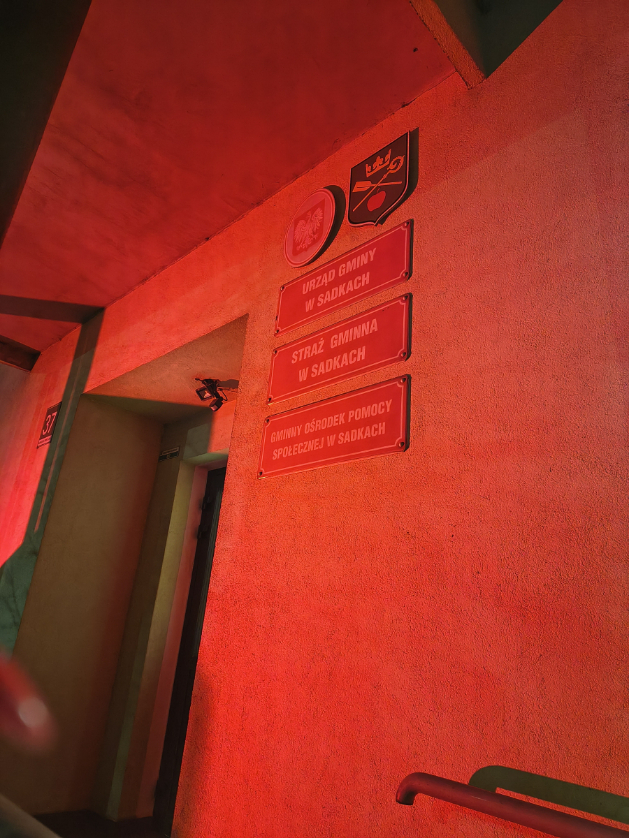 URZĄD GMINY
W SADKACH
STRAŻ GMINNA
W SADKACH
GMINNY OŚRODEK POMOCY
SPOŁECZNEJ W SADKACH
37